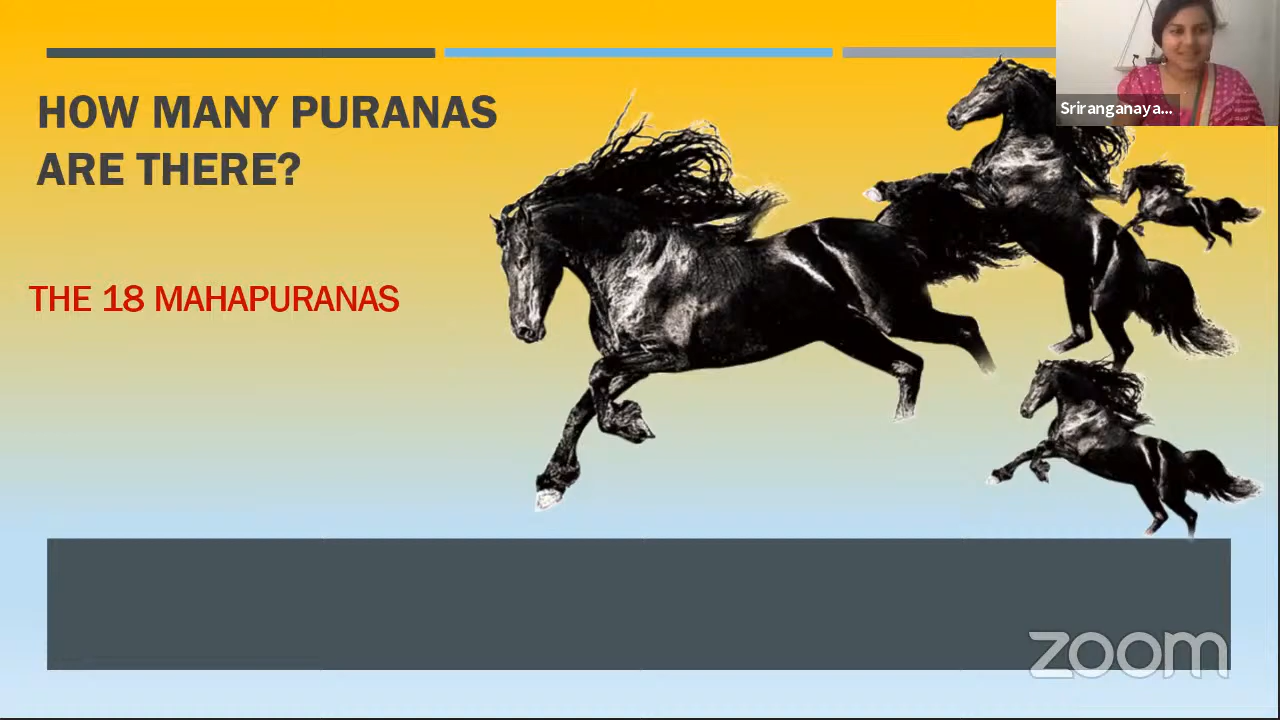 HOW MANY PURANAS
ARE THERE?
THE 18 MAHAPURANAS
Sriranganaya...
zoom